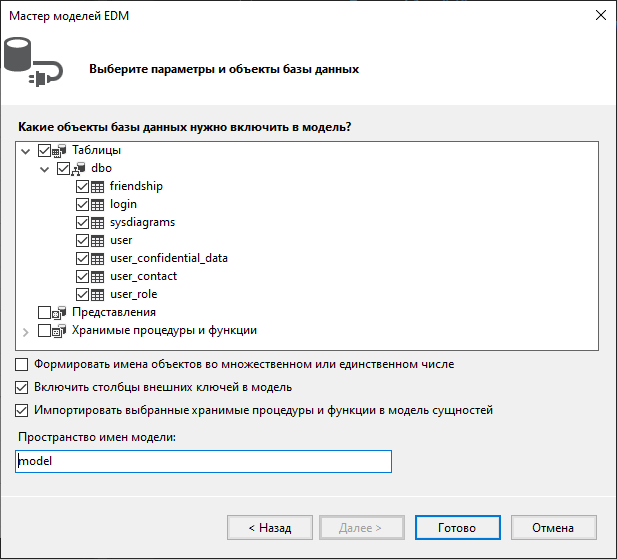 Мастер моделей EDM
Выберите параметры и объекты базы данных
Какие объекты базы данных нужно включить в модель?
Таблицы
dbo
friendship
login
sysdiagrams
user
user_confidential_data
user_contact
user_role
Представления
Хранимые процедуры и функции
Формировать имена объектов во множественном или единственном числе
Включить столбцы внешних ключей в модель
Импортировать выбранные хранимые процедуры и функции в модель сущностей
Пространство имен модели:
model
< Назад Далее > Готово Отмена